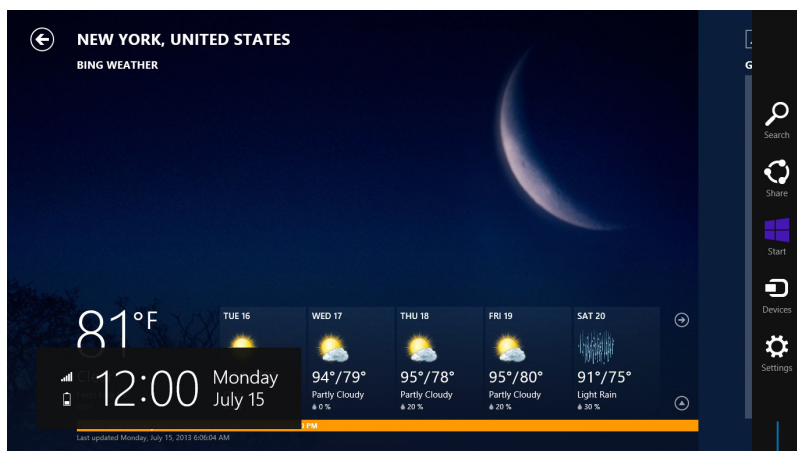 NEW YORK, UNITED STATES
BING WEATHER
G
Search
Share
Start
Devices
Settings
81°F
TUE 16
WED 17
94°/79°
Partly Cloudy
0 %
THU 18
95°/78°
Partly Cloudy
20 %
FRI 19
95°/80°
Partly Cloudy
20 %
SAT 20
91°/75°
Light Rain
30 %
12:00
Monday
July 15
PM
Last updated Monday, July 15, 2013 6:06:04 AM